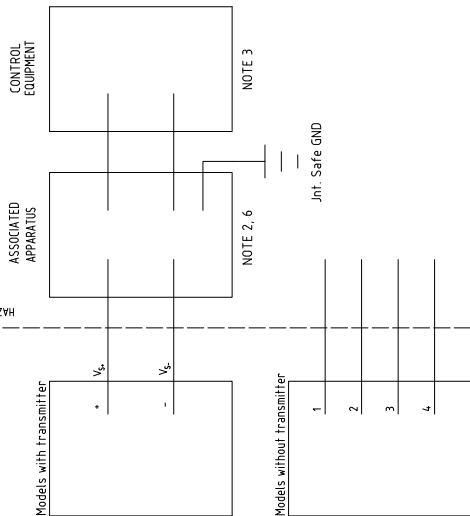 CONTROL
EQUIPMENT
NOTE 3
ASSOCIATED
APPARATUS
NOTE 2, 6
Jnt. Safe GND
HAZ
Models with transmitter
+ Vs+
- Vs-
Models without transmitter
1
2
3
4